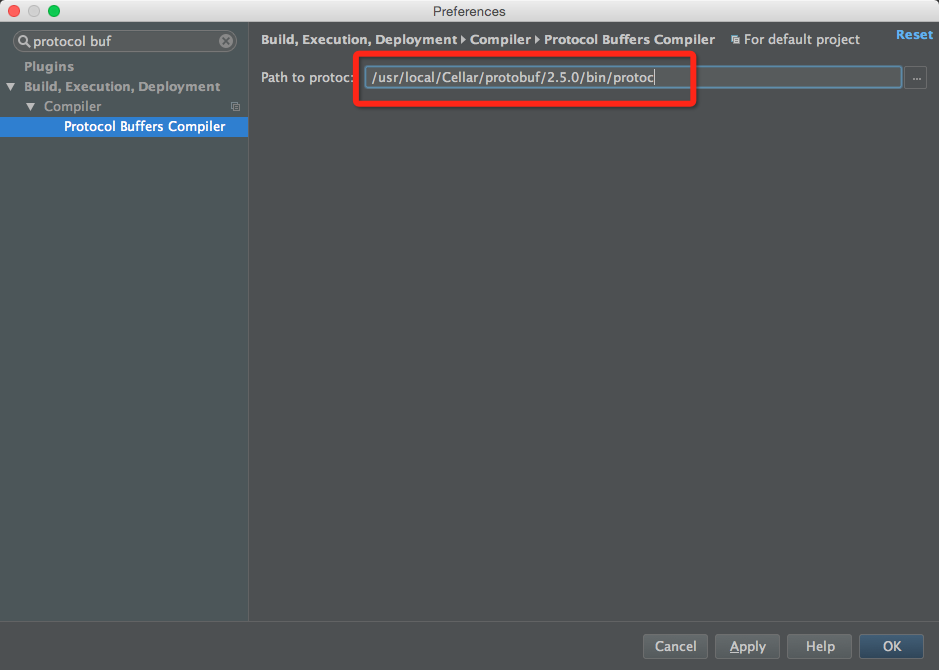 Preferences
protocol buf
Plugins
Build, Execution, Deployment
Compiler
Protocol Buffers Compiler
Build, Execution, Deployment Compiler Protocol Buffers Compiler For default project Reset
Path to protoc: /usr/local/Cellar/protobuf/2.5.0/bin/protoc ...
Cancel Apply Help OK